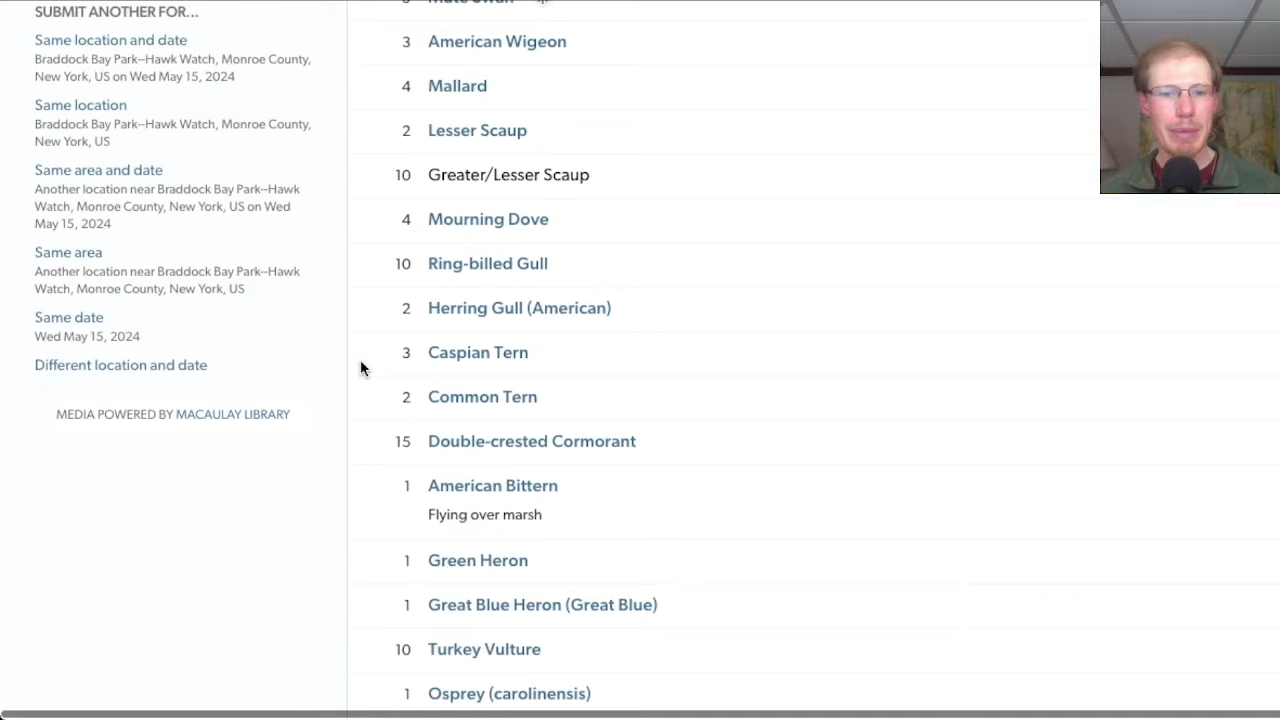 SUBMIT ANOTHER FOR...
Same location and date
Braddock Bay Park--Hawk Watch, Monroe County,
New York, US on Wed May 15, 2024
Same location
Braddock Bay Park--Hawk Watch, Monroe County,
New York, US
Same area and date
Another location near Braddock Bay Park--Hawk
Watch, Monroe County, New York, US on Wed
May 15, 2024
Same area
Another location near Braddock Bay Park--Hawk
Watch, Monroe County, New York, US
Same date
Wed May 15, 2024
Different location and date
MEDIA POWERED BY MACAULAY LIBRARY
Mute Swan
3 American Wigeon
4 Mallard
2 Lesser Scaup
10 Greater/Lesser Scaup
4 Mourning Dove
10 Ring-billed Gull
2 Herring Gull (American)
3 Caspian Tern
2 Common Tern
15 Double-crested Cormorant
1 American Bittern
Flying over marsh
1 Green Heron
1 Great Blue Heron (Great Blue)
10 Turkey Vulture
1 Osprey (carolinensis)